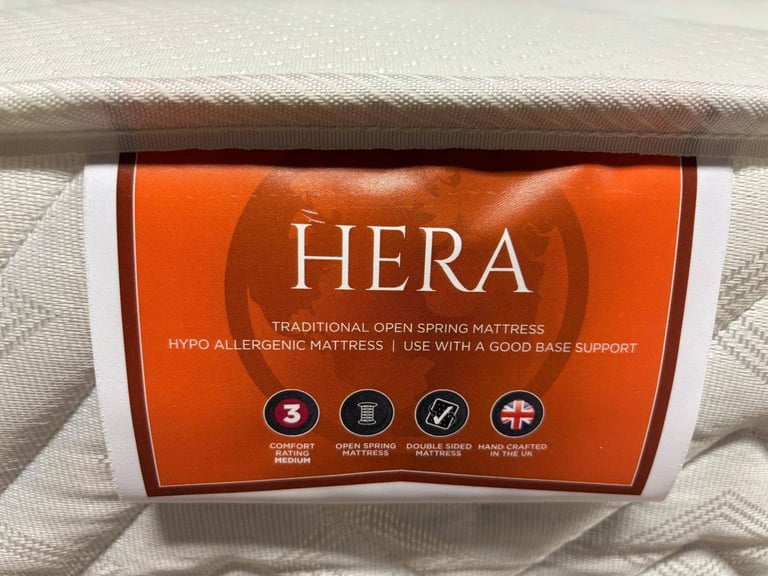 HERA
TRADITIONAL OPEN SPRING MATTRESS
HYPO ALLERGENIC MATTRESS | USE WITH A GOOD BASE SUPPORT
3
COMFORT
RATING
MEDIUM
OPEN SPRING
MATTRESS
DOUBLE SIDED
MATTRESS
HAND CRAFTED
IN THE UK